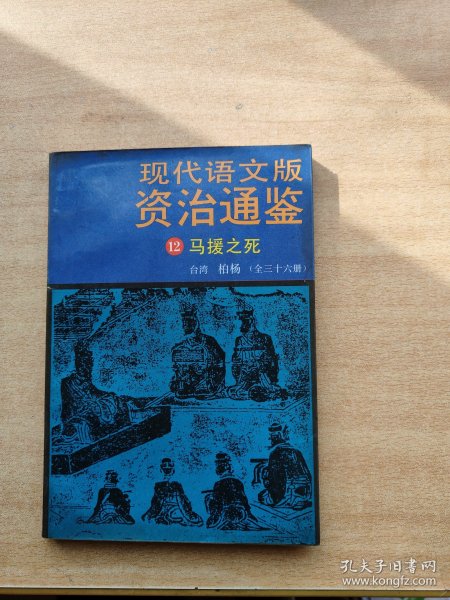 现代语文版
资治通鉴
12 马援之死
台湾 柏杨（全三十六册）
孔夫子旧书网
www.kongfz.com